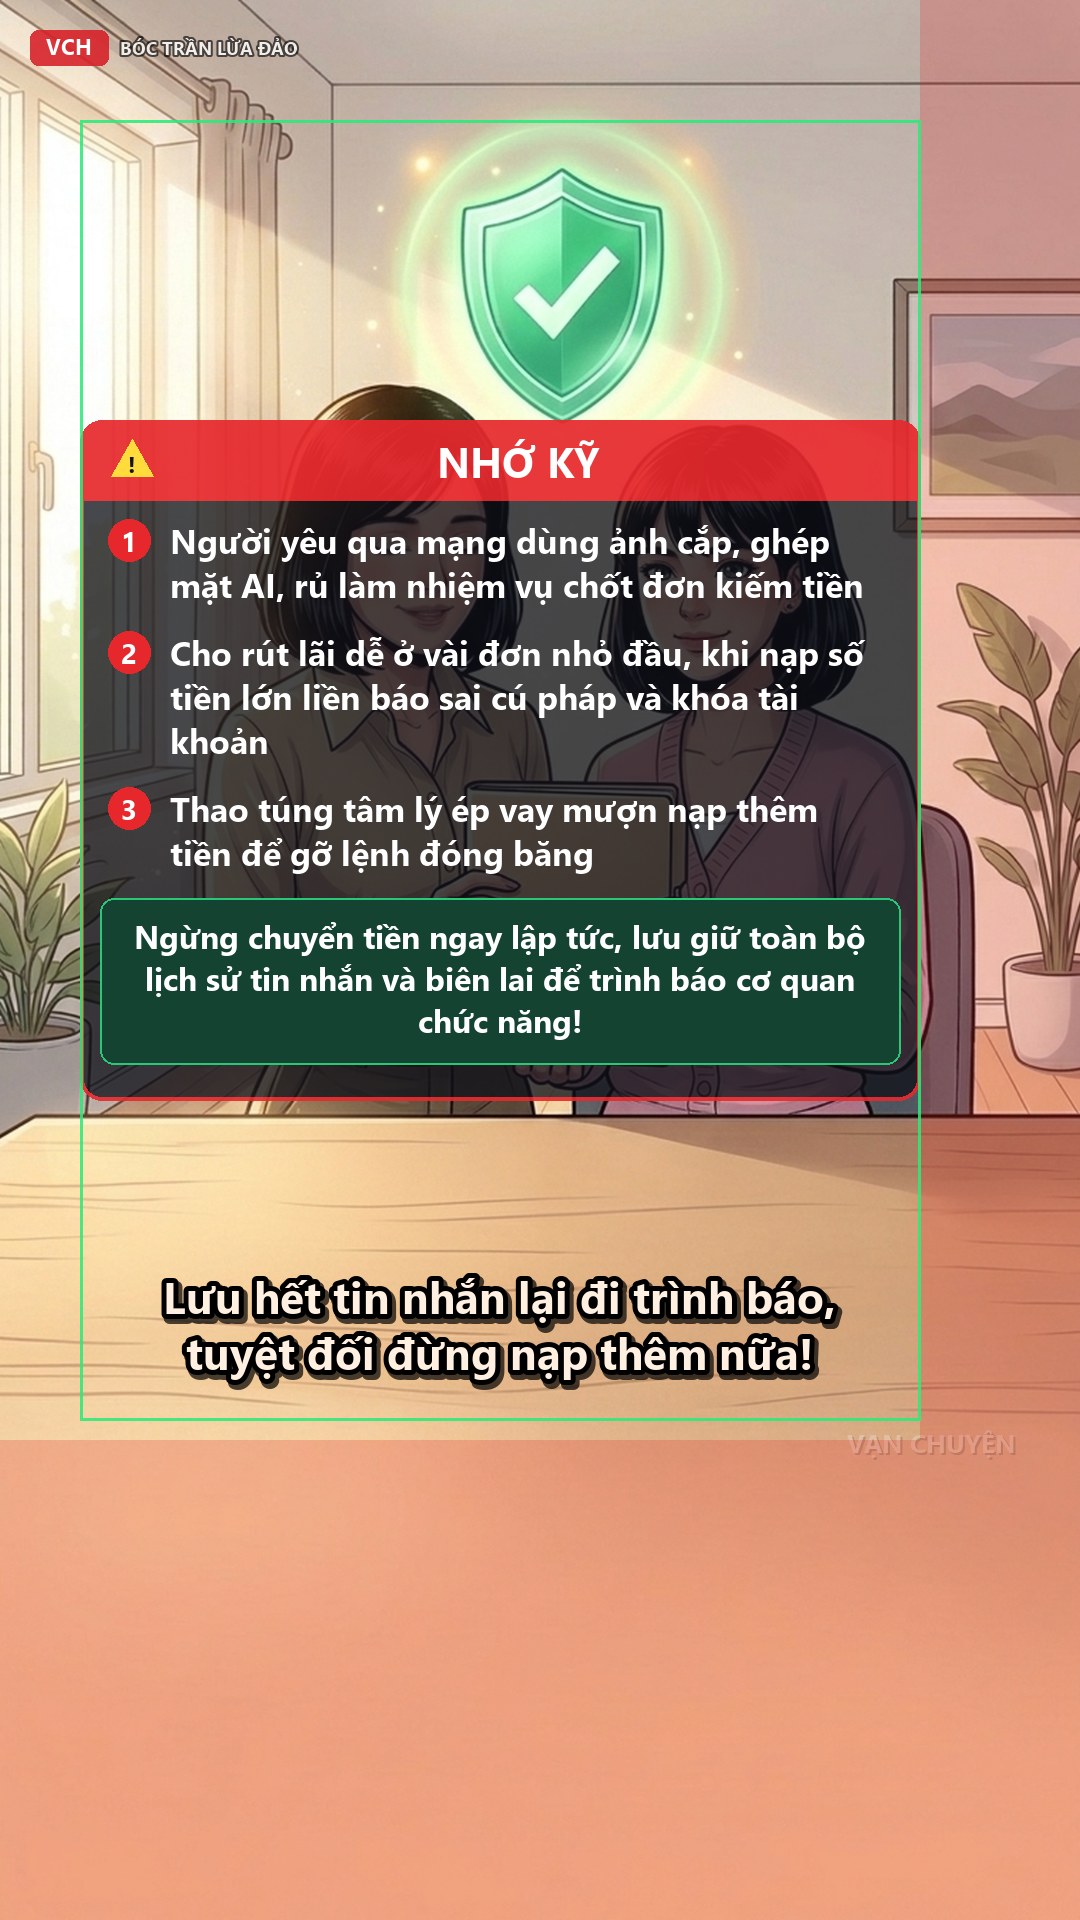 VCH BÓC TRẦN LỪA ĐẢO
NHỚ KỸ
1 Người yêu qua mạng dùng ảnh cắp, ghép
mặt AI, rủ làm nhiệm vụ chốt đơn kiếm tiền
2 Cho rút lãi dễ ở vài đơn nhỏ đầu, khi nạp số
tiền lớn liền báo sai cú pháp và khóa tài
khoản
3 Thao túng tâm lý ép vay mượn nạp thêm
tiền để gỡ lệnh đóng băng
Ngừng chuyển tiền ngay lập tức, lưu giữ toàn bộ
lịch sử tin nhắn và biên lai để trình báo cơ quan
chức năng!
Lưu hết tin nhắn lại đi trình báo,
tuyệt đối đừng nạp thêm nữa!
VẠN CHUYỆN